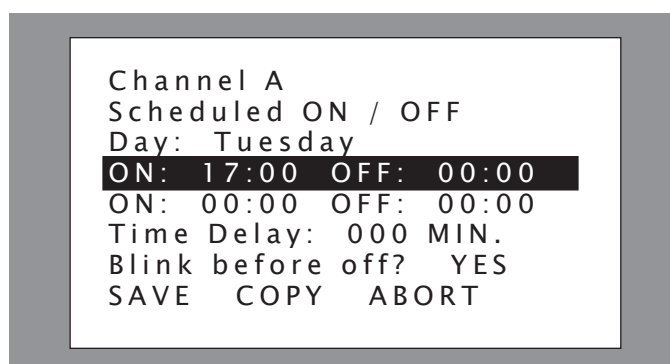 Channel A
Scheduled ON / OFF
Day: Tuesday
ON: 17:00 OFF: 00:00
ON: 00:00 OFF: 00:00
Time Delay: 000 MIN.
Blink before off? YES
SAVE COPY ABORT